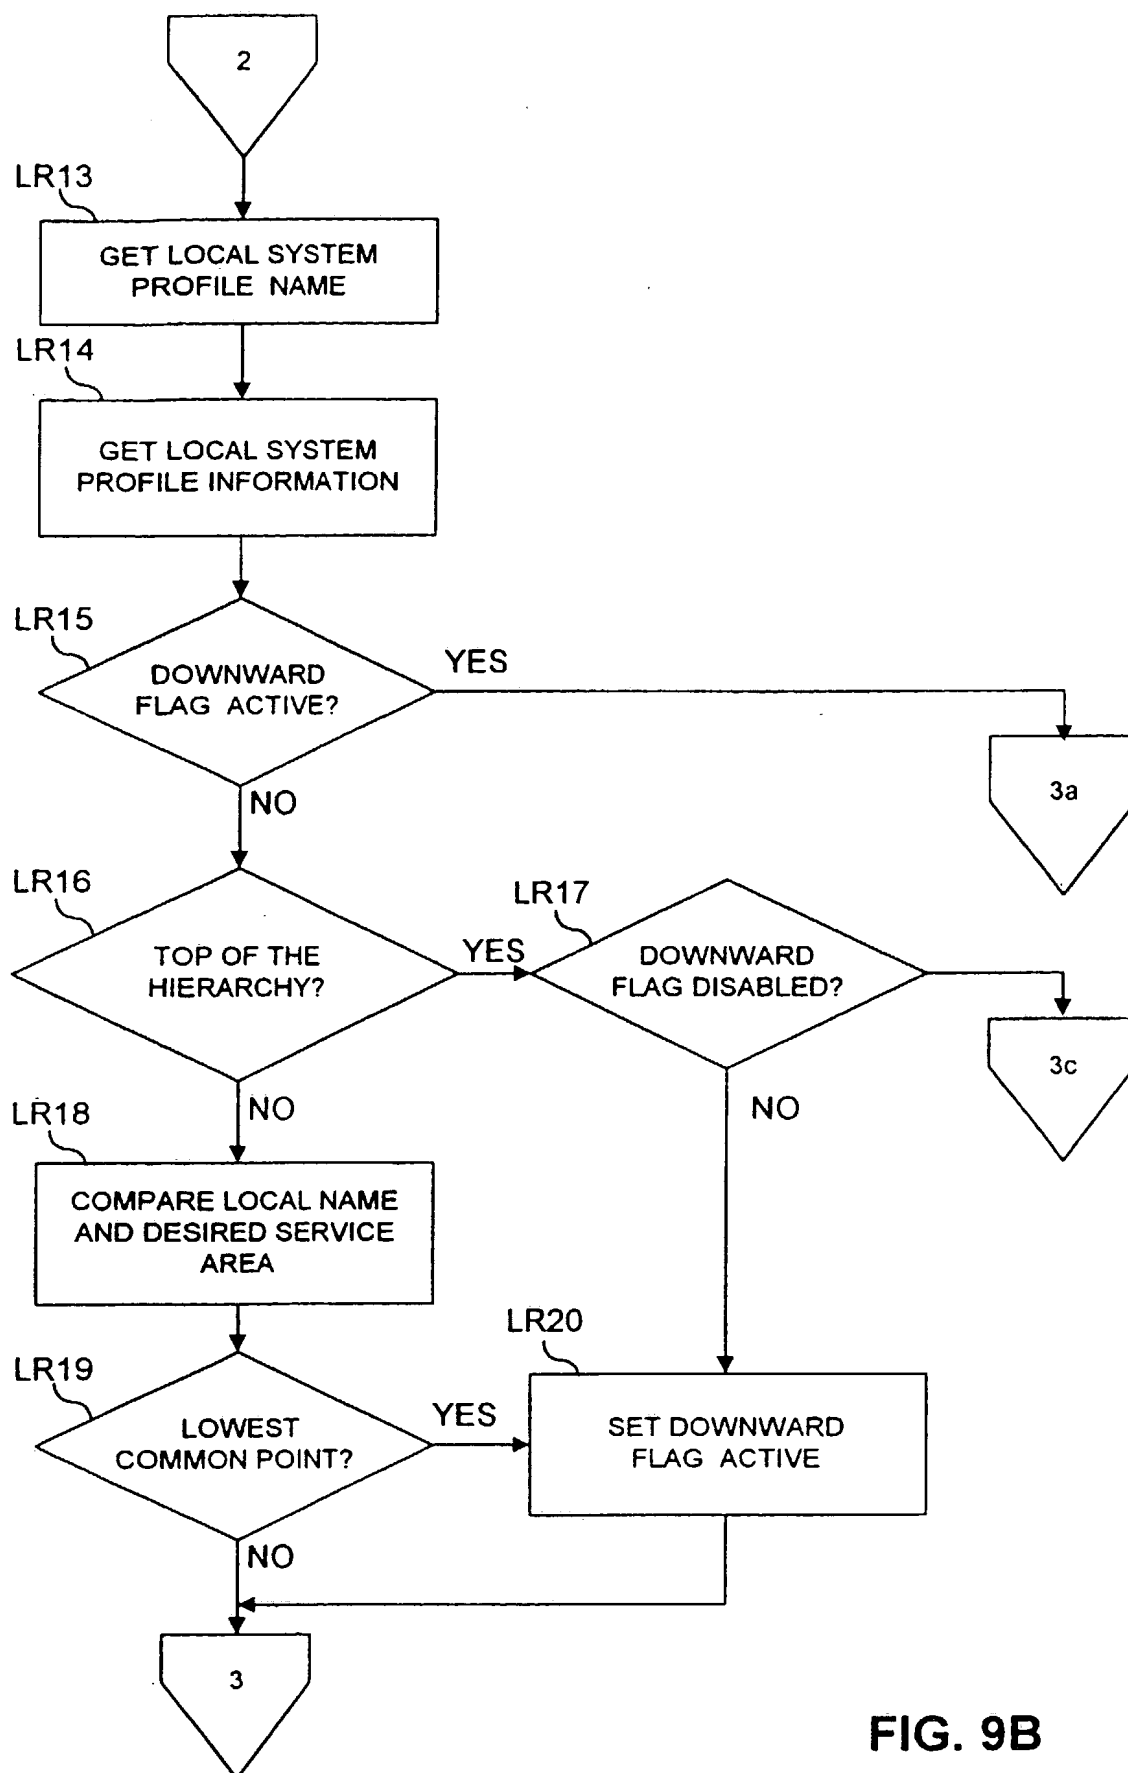 2
LR13
GET LOCAL SYSTEM
PROFILE NAME
LR14
GET LOCAL SYSTEM
PROFILE INFORMATION
LR15
DOWNWARD
FLAG ACTIVE?
YES
3a
NO
LR16
TOP OF THE
HIERARCHY?
YES
LR17
DOWNWARD
FLAG DISABLED?
3c
NO
NO
LR18
COMPARE LOCAL NAME
AND DESIRED SERVICE
AREA
LR19
LOWEST
COMMON POINT?
YES
LR20
SET DOWNWARD
FLAG ACTIVE
NO
3
FIG. 9B